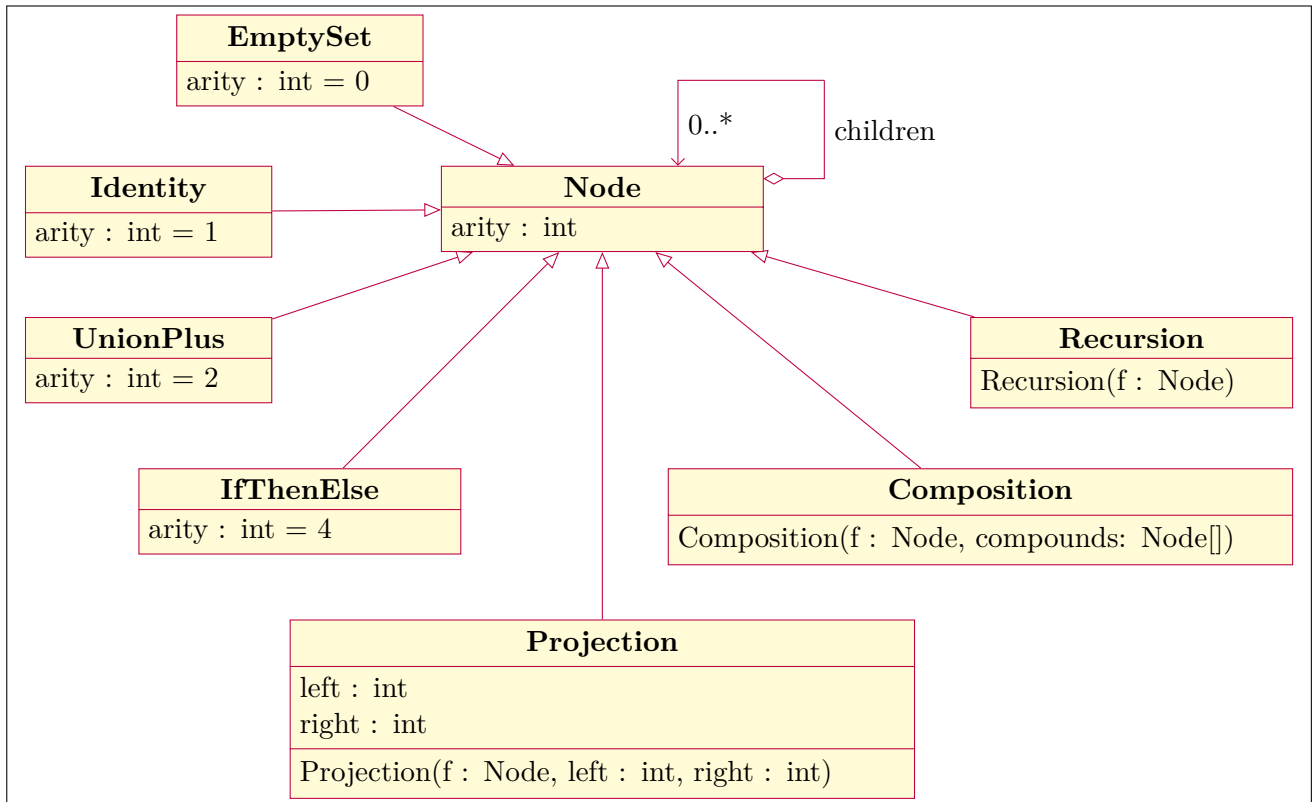 EmptySet
arity : int = 0
0..*
children
Identity
arity : int = 1
Node
arity : int
UnionPlus
arity : int = 2
Recursion
Recursion(f : Node)
IfThenElse
arity : int = 4
Composition
Composition(f : Node, compounds: Node[])
Projection
left : int
right : int
Projection(f : Node, left : int, right : int)